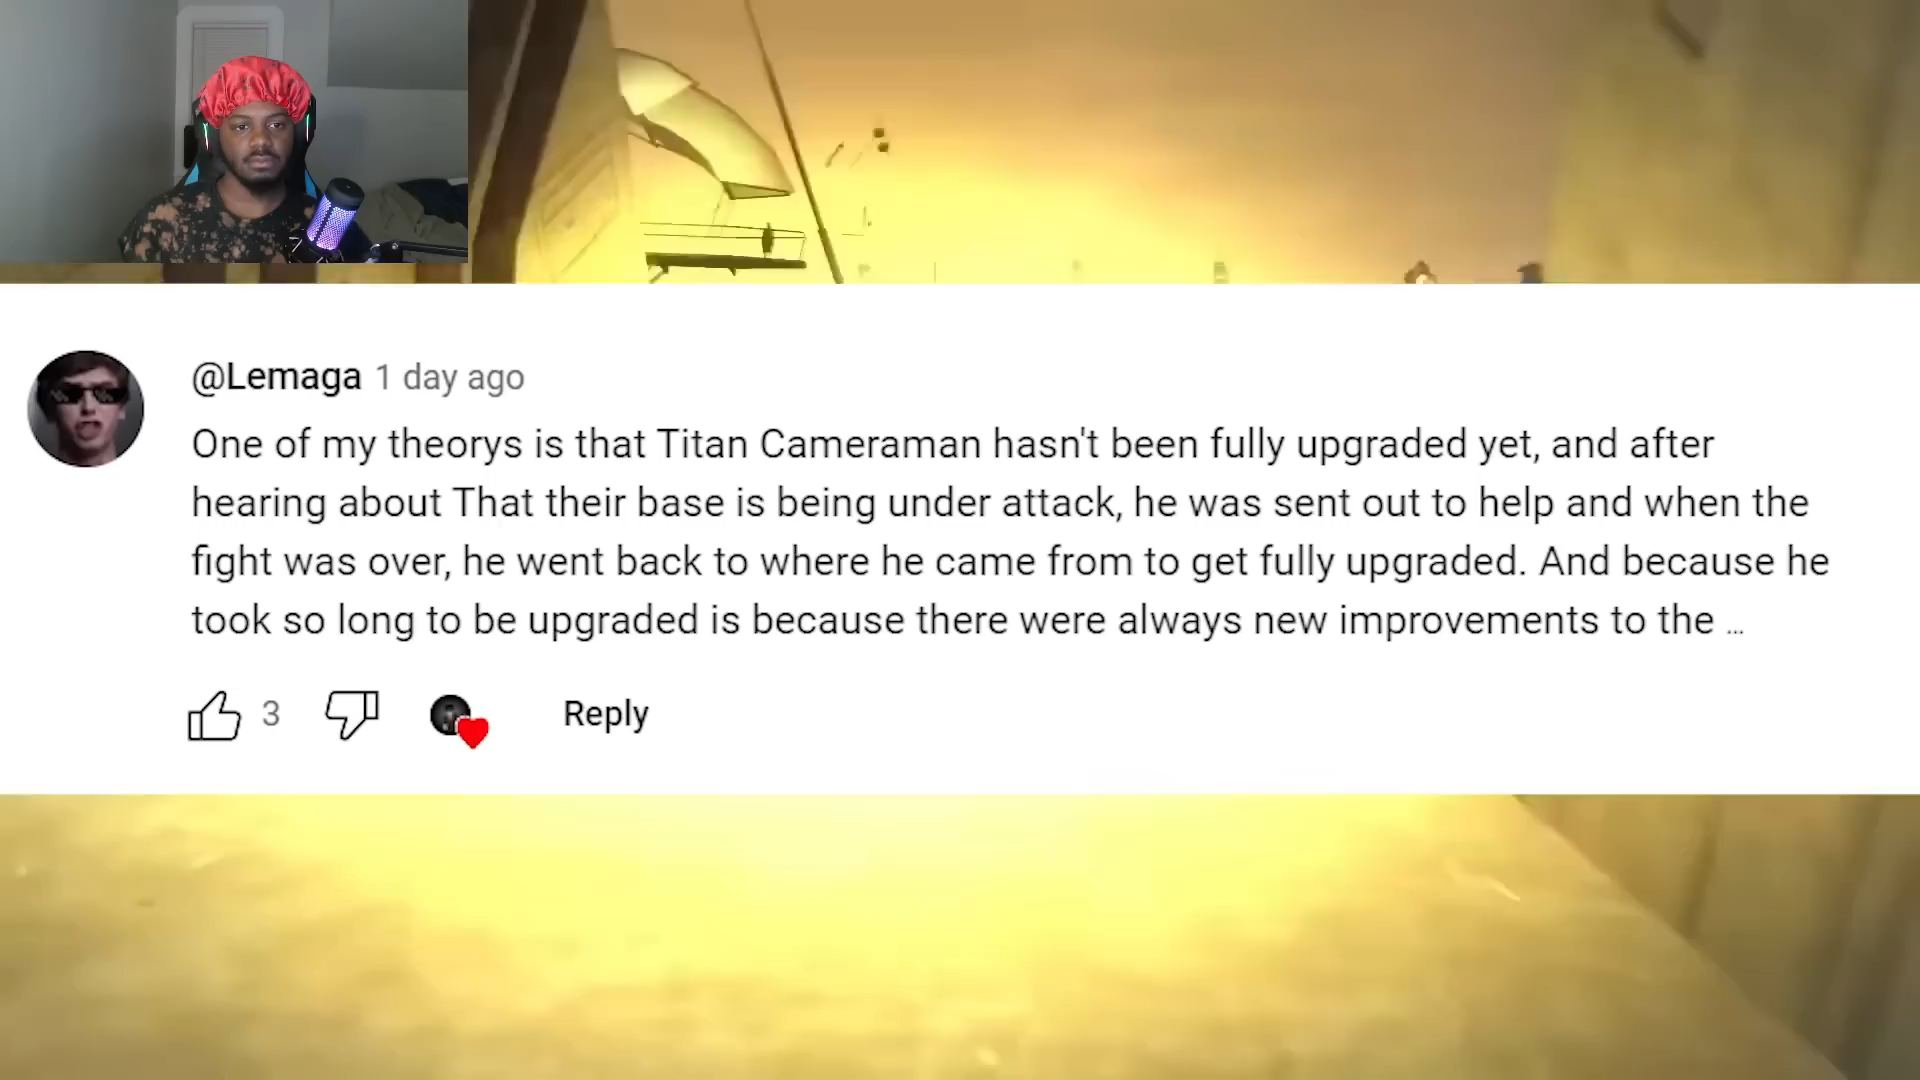 @Lemaga 1 day ago
One of my theorys is that Titan Cameraman hasn't been fully upgraded yet, and after
hearing about That their base is being under attack, he was sent out to help and when the
fight was over, he went back to where he came from to get fully upgraded. And because he
took so long to be upgraded is because there were always new improvements to the ...
3 Reply